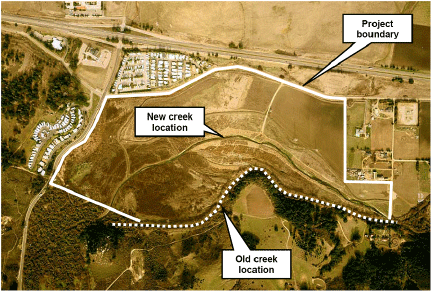 Project
boundary
New creek
location
Old creek
location